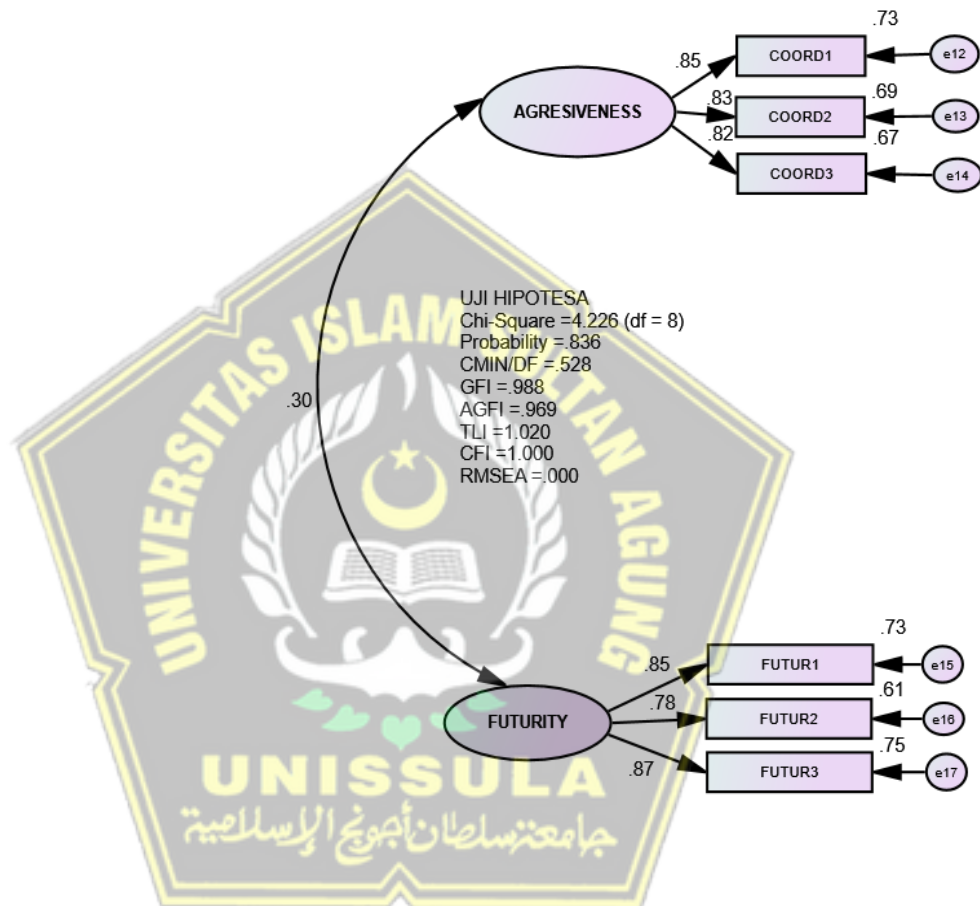 .73
.85
COORD1
e12
AGRESIVENESS
.83
.69
COORD2
e13
.82
.67
COORD3
e14
UJI HIPOTESA
Chi-Square =4.226 (df = 8)
Probability =.836
CMIN/DF =.528
GFI =.988
AGFI =.969
TLI =1.020
CFI =1.000
RMSEA =.000
.30
UNIVERSITAS ISLAM SULTAN AGUNG
.73
.85
FUTUR1
e15
FUTURITY
.78
.61
FUTUR2
e16
.87
.75
FUTUR3
e17
UNISSULA
جامعتسلطان أجونج الإسلامية